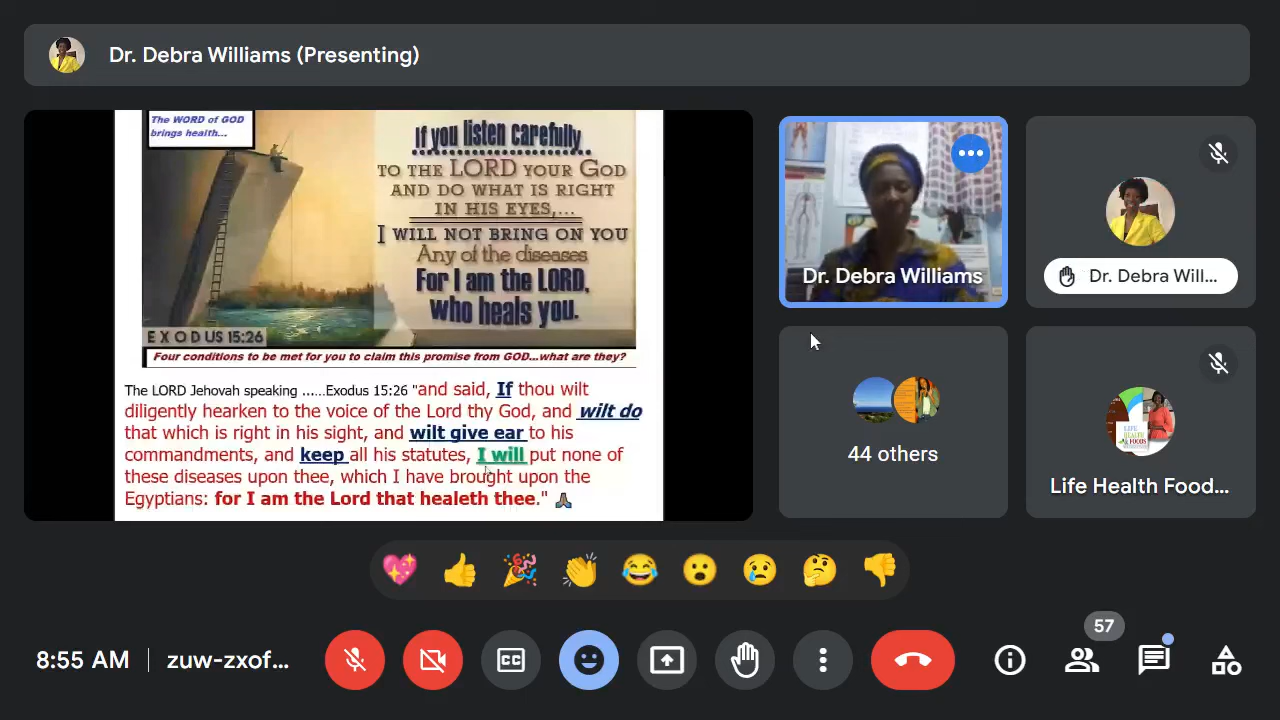 Dr. Debra Williams (Presenting)
The WORD of GOD
brings health...
If you listen carefully
TO THE LORD YOUR GOD
AND DO WHAT IS RIGHT
IN HIS EYES,...
I WILL NOT BRING ON YOU
Any of the diseases
For I am the LORD,
who heals you.
EXODUS 15:26
Four conditions to be met for you to claim this promise from GOD...what are they?
The LORD Jehovah speaking ......Exodus 15:26 "and said, If thou wilt
diligently hearken to the voice of the Lord thy God, and wilt do
that which is right in his sight, and wilt give ear to his
commandments, and keep all his statutes, I will put none of
these diseases upon thee, which I have brought upon the
Egyptians: for I am the Lord that healeth thee."
Dr. Debra Williams
Dr. Debra Will...
44 others
Life Health Food...
LIFE
HEALTH
FOODS
8:55 AM
zuw-zxof...
CC
57